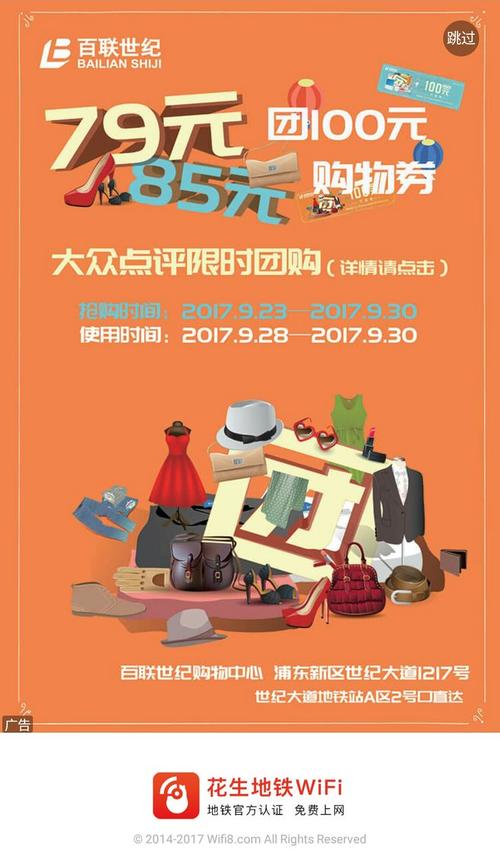 百联世纪
BAILIAN SHIJI
跳过
79元
85元
团100元
购物券
100元
大众点评限时团购(详情请点击)
抢购时间：2017.9.23—2017.9.30
使用时间：2017.9.28—2017.9.30
团
百联世纪购物中心 浦东新区世纪大道1217号
世纪大道地铁站A区2号口直达
广告
花生地铁WiFi
地铁官方认证 免费上网
© 2014-2017 Wifi8.com All Rights Reserved